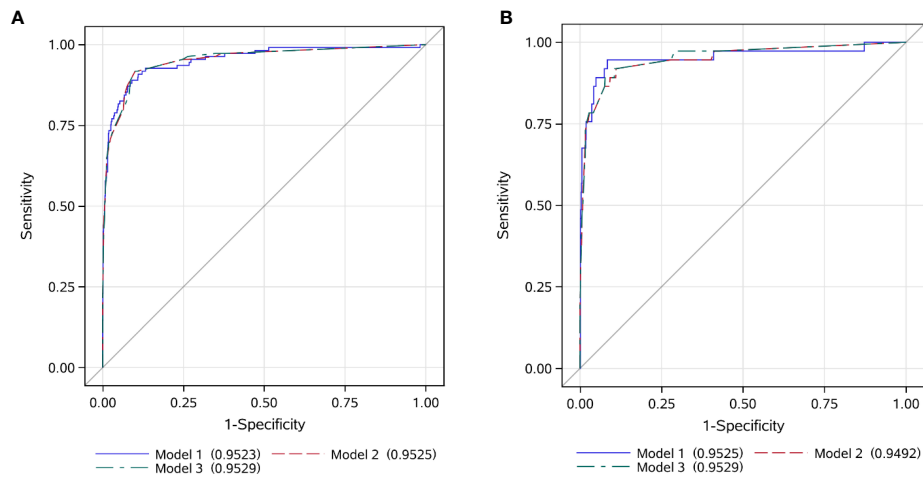 A
1.00
0.75
0.50
0.25
0.00
Sensitivity
0.00 0.25 0.50 0.75 1.00
1-Specificity
Model 1 (0.9523) Model 2 (0.9525)
Model 3 (0.9529)
B
1.00
0.75
0.50
0.25
0.00
Sensitivity
0.00 0.25 0.50 0.75 1.00
1-Specificity
Model 1 (0.9525) Model 2 (0.9492)
Model 3 (0.9529)